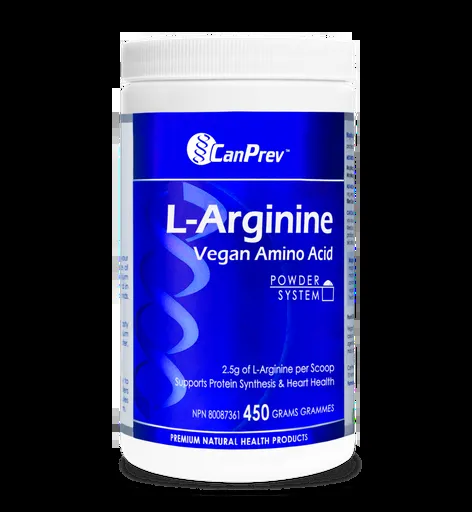 CanPrev™
L-Arginine
Vegan Amino Acid
POWDER
SYSTEM
2.5g of L-Arginine per Scoop
Supports Protein Synthesis & Heart Health
NPN 80087361 450 GRAMS GRAMMES
PREMIUM NATURAL HEALTH PRODUCTS